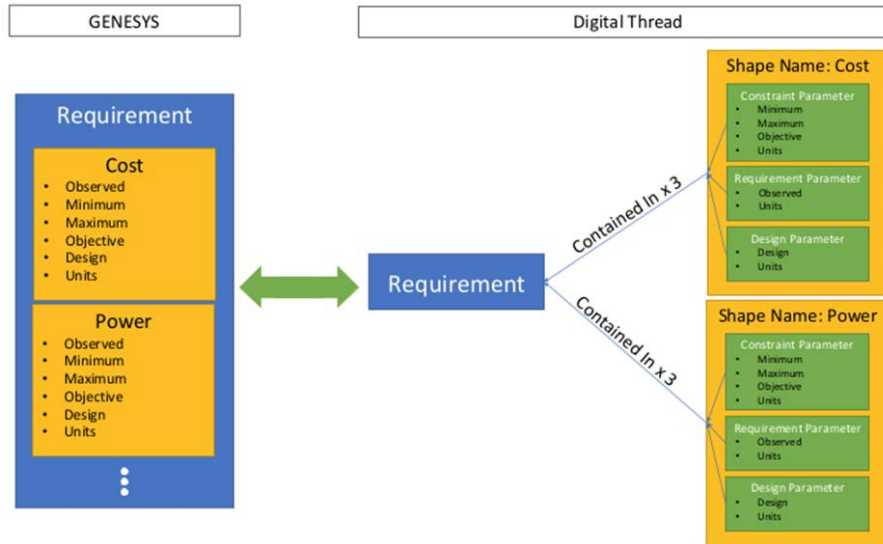 GENESYS
Digital Thread
Requirement
Cost
• Observed
• Minimum
• Maximum
• Objective
• Design
• Units
Power
• Observed
• Minimum
• Maximum
• Objective
• Design
• Units
Requirement
Contained In x 3
Contained In x 3
Shape Name: Cost
Constraint Parameter
• Minimum
• Maximum
• Objective
• Units
Requirement Parameter
• Observed
• Units
Design Parameter
• Design
• Units
Shape Name: Power
Constraint Parameter
• Minimum
• Maximum
• Objective
• Units
Requirement Parameter
• Observed
• Units
Design Parameter
• Design
• Units